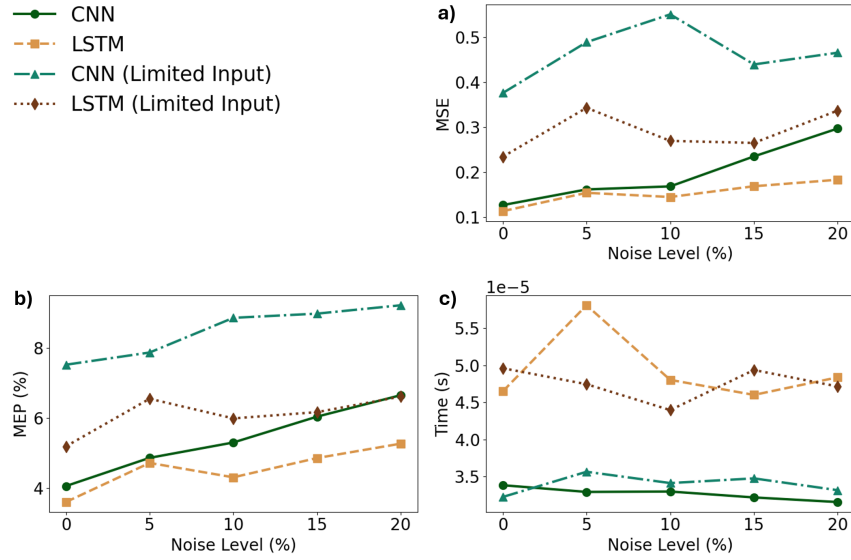 CNN
LSTM
CNN (Limited Input)
LSTM (Limited Input)
a)
0.5
0.4
0.3
0.2
0.1
MSE
0 5 10 15 20
Noise Level (%)
b)
8
6
4
MEP (%)
0 5 10 15 20
Noise Level (%)
c)
1e−5
5.5
5.0
4.5
4.0
3.5
Time (s)
0 5 10 15 20
Noise Level (%)